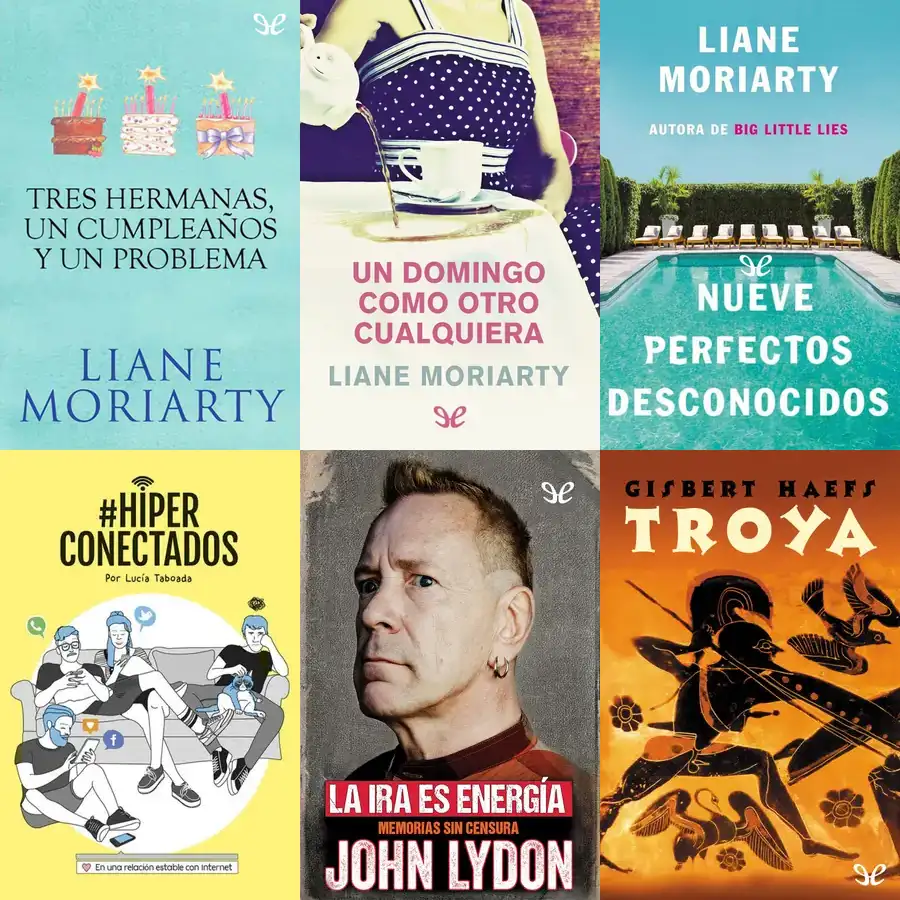 TRES HERMANAS,
UN CUMPLEAÑOS
Y UN PROBLEMA
LIANE
MORIARTY
UN DOMINGO
COMO OTRO
CUALQUIERA
LIANE MORIARTY
LIANE
MORIARTY
AUTORA DE BIG LITTLE LIES
NUEVE
PERFECTOS
DESCONOCIDOS
#HIPER
CONECTADOS
Por Lucía Taboada
En una relación estable con internet
LA IRA ES ENERGÍA
MEMORIAS SIN CENSURA
JOHN LYDON
GISBERT HAEFS
TROYA